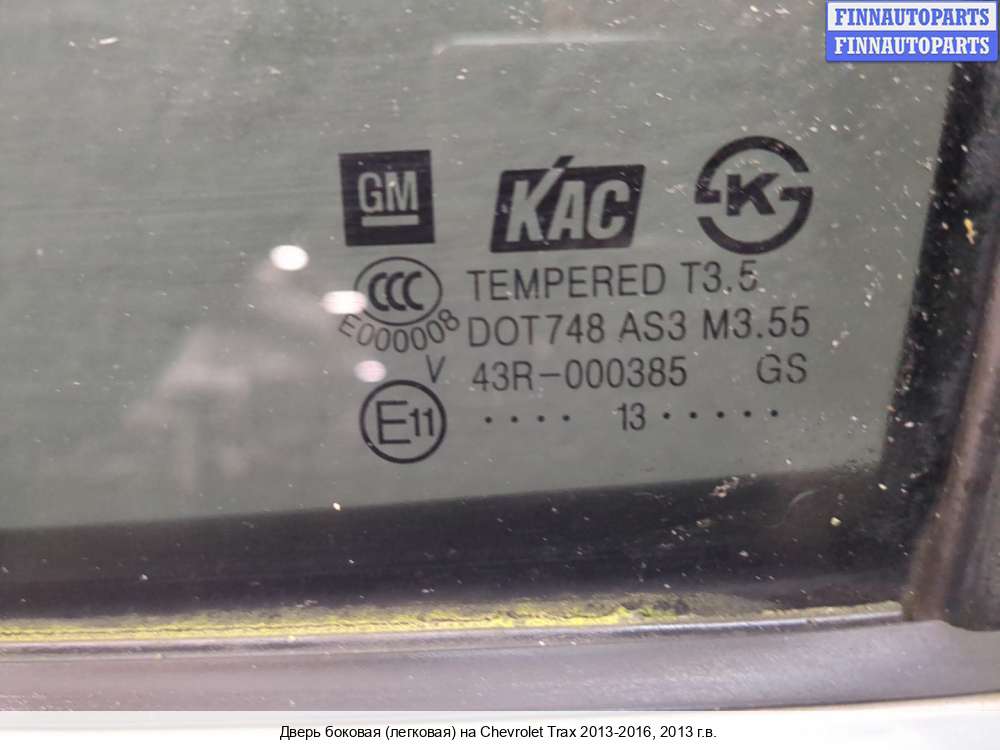 FINNAUTOPARTS
FINNAUTOPARTS
GM KAC K
CCC TEMPERED T3.5
E000008 DOT748 AS3 M3.55
V 43R-000385 GS
E11 .... 13 .....
Дверь боковая (легковая) на Chevrolet Trax 2013-2016, 2013 г.в.